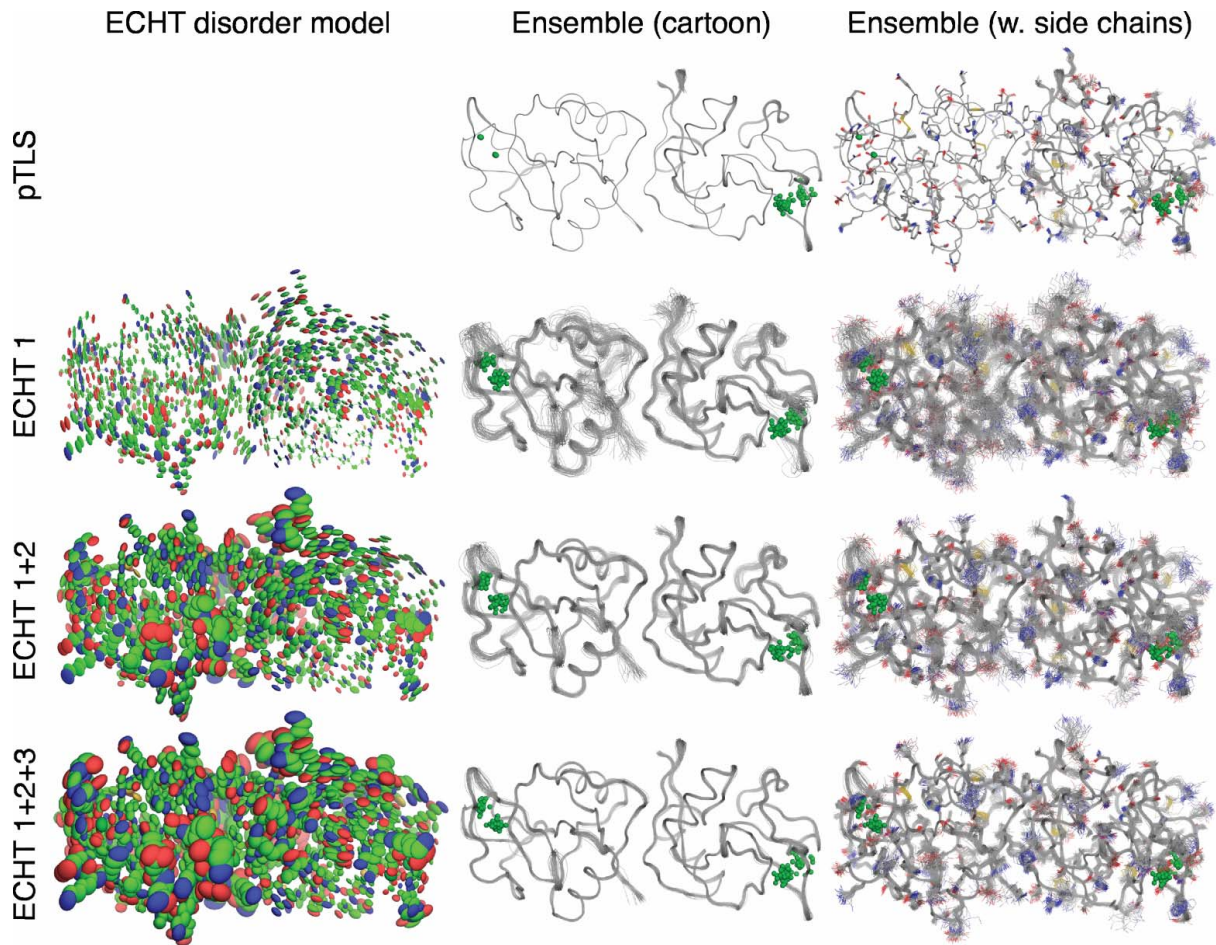 ECHT disorder model
Ensemble (cartoon)
Ensemble (w. side chains)
pTLS
ECHT 1
ECHT 1+2
ECHT 1+2+3